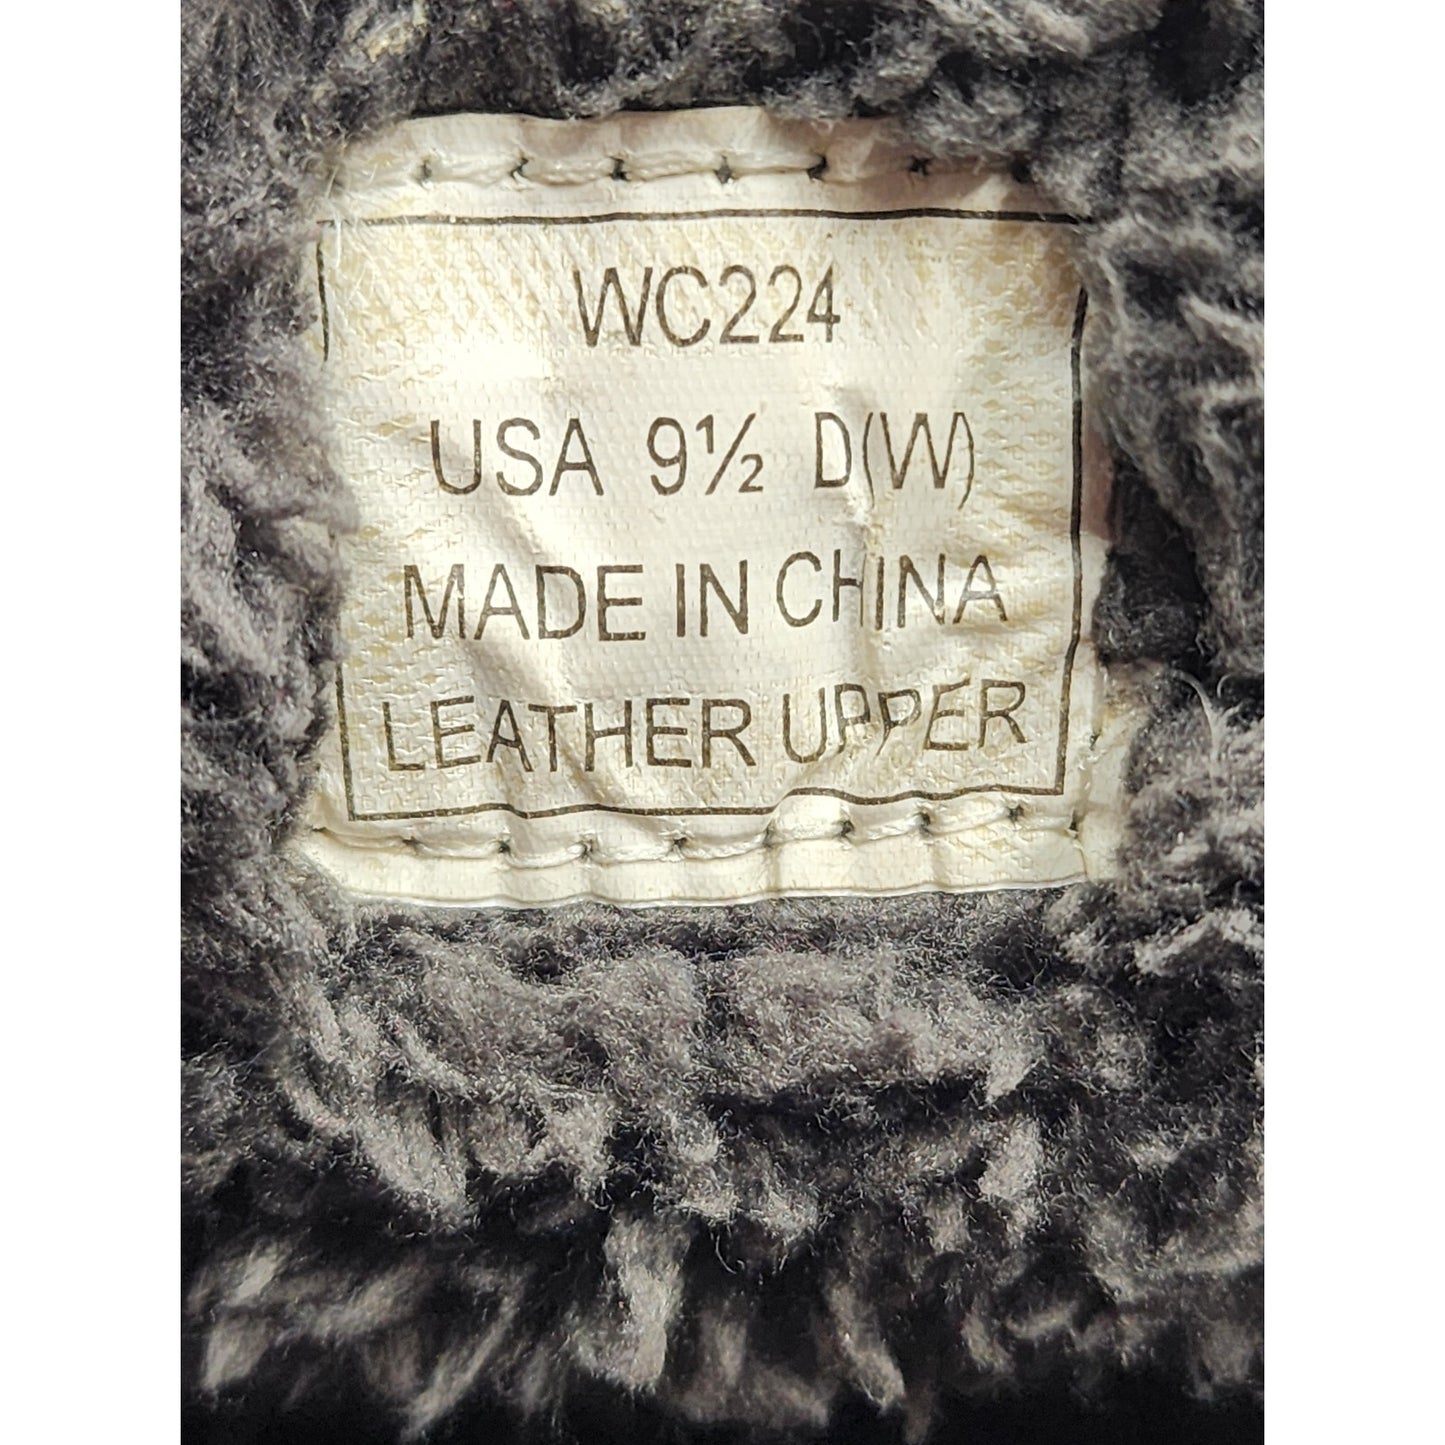 WC224
USA 9½ D(W)
MADE IN CHINA
LEATHER UPPER